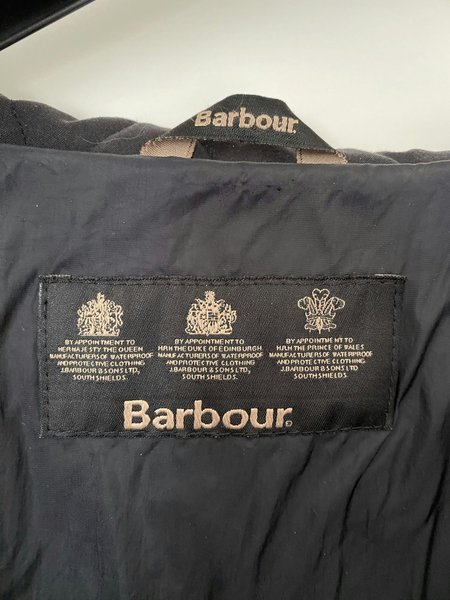 Barbour
BY APPOINTMENT TO
HER MAJESTY THE QUEEN
MANUFACTURERS OF WATERPROOF
AND PROTECTIVE CLOTHING
J.BARBOUR & SONS LTD,
SOUTH SHIELDS.
BY APPOINTMENT TO
H.R.H THE DUKE OF EDINBURGH
MANUFACTURERS OF WATERPROOF
AND PROTECTIVE CLOTHING
J.BARBOUR & SONS LTD,
SOUTH SHIELDS.
BY APPOINTMENT TO
H.R.H THE PRINCE OF WALES
MANUFACTURERS OF WATERPROOF
AND PROTECTIVE CLOTHING
J.BARBOUR & SONS LTD,
SOUTH SHIELDS.
Barbour